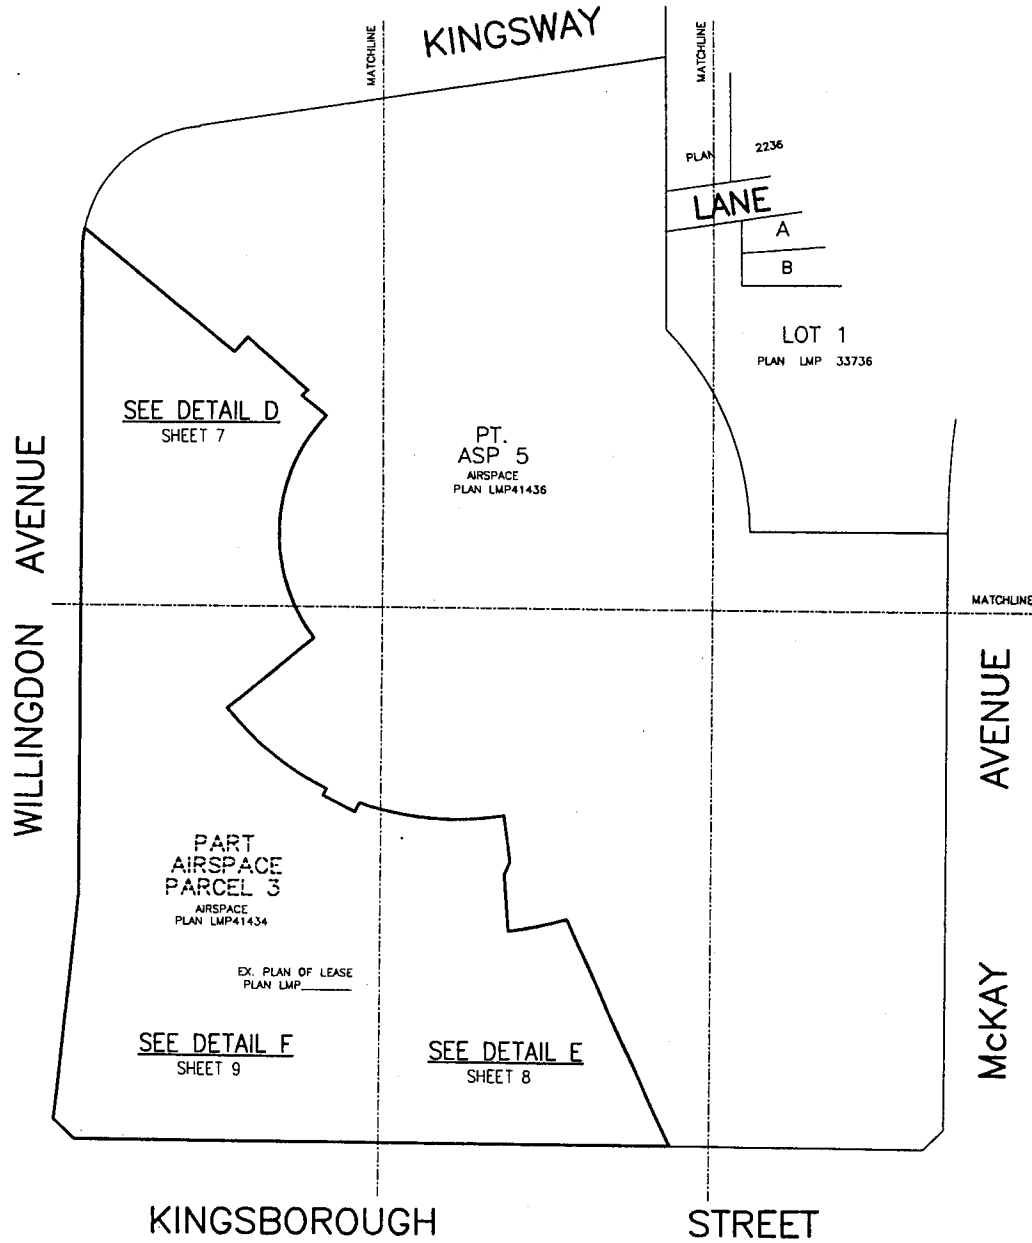 KINGSWAY
MATCHLINE
MATCHLINE
PLAN 2236
LANE
A
B
LOT 1
PLAN LMP 33736
SEE DETAIL D
SHEET 7
PT.
ASP 5
AIRSPACE
PLAN LMP41436
WILLINGDON AVENUE
MATCHLINE
McKAY AVENUE
PART
AIRSPACE
PARCEL 3
AIRSPACE
PLAN LMP41434
EX. PLAN OF LEASE
PLAN LMP______
SEE DETAIL F
SHEET 9
SEE DETAIL E
SHEET 8
KINGSBOROUGH STREET